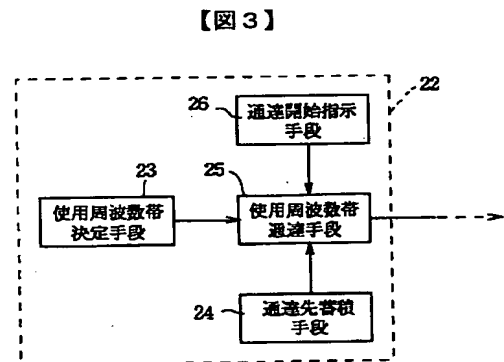 【図3】
22
26
通達開始指示
手段
23
使用周波数帯
決定手段
25
使用周波数帯
通達手段
24
通達先蓄積
手段